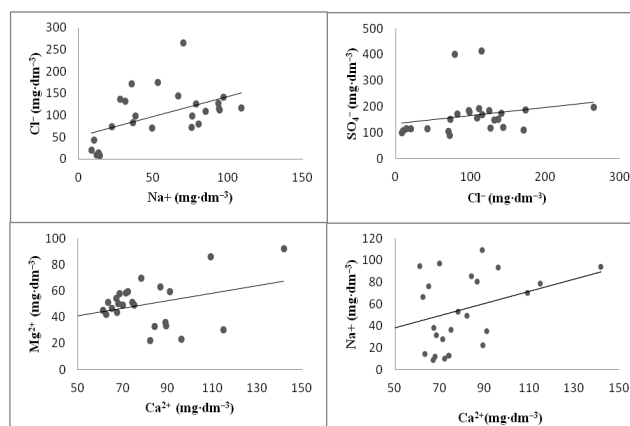 300
250
200
150
100
50
0
Cl⁻ (mg·dm⁻³)
0 50 100 150
Na+ (mg·dm⁻³)
500
400
300
200
100
0
SO₄⁻ (mg·dm⁻³)
0 100 200 300
Cl⁻ (mg·dm⁻³)
100
80
60
40
20
0
Mg²⁺ (mg·dm⁻³)
50 70 90 110 130 150
Ca²⁺ (mg·dm⁻³)
120
100
80
60
40
20
0
Na+ (mg·dm⁻³)
50 70 90 110 130 150
Ca²⁺(mg·dm⁻³)